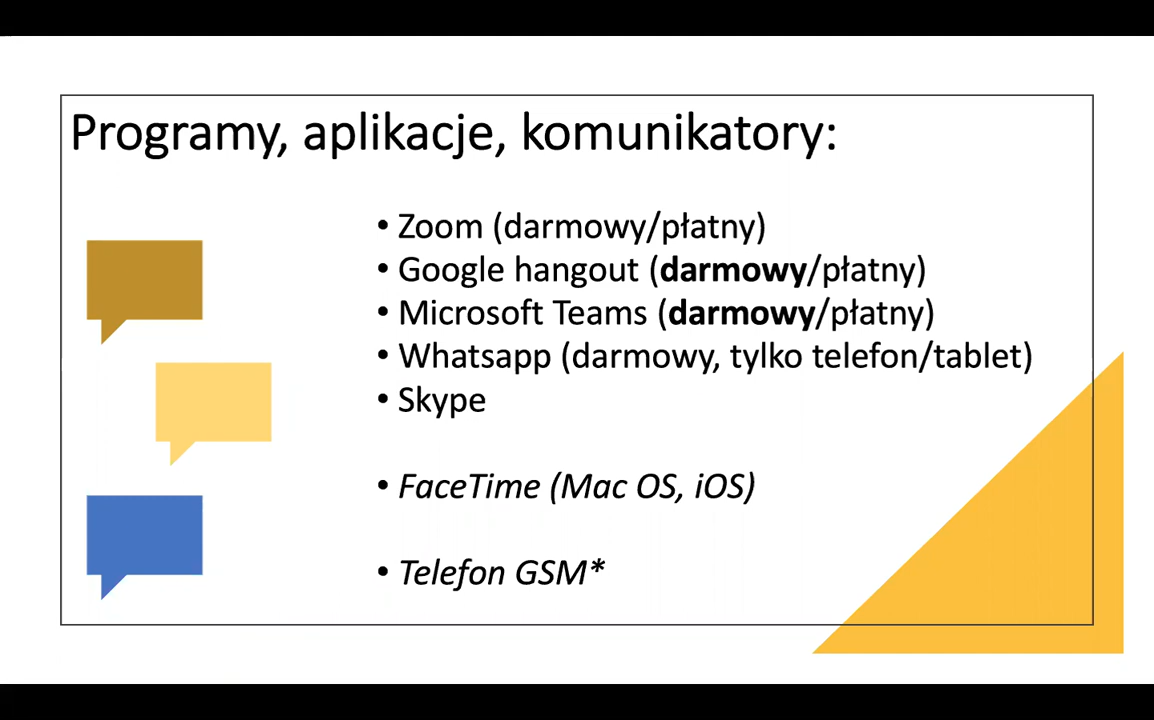 Programy, aplikacje, komunikatory:
• Zoom (darmowy/płatny)
• Google hangout (darmowy/płatny)
• Microsoft Teams (darmowy/płatny)
• Whatsapp (darmowy, tylko telefon/tablet)
• Skype
• FaceTime (Mac OS, iOS)
• Telefon GSM*